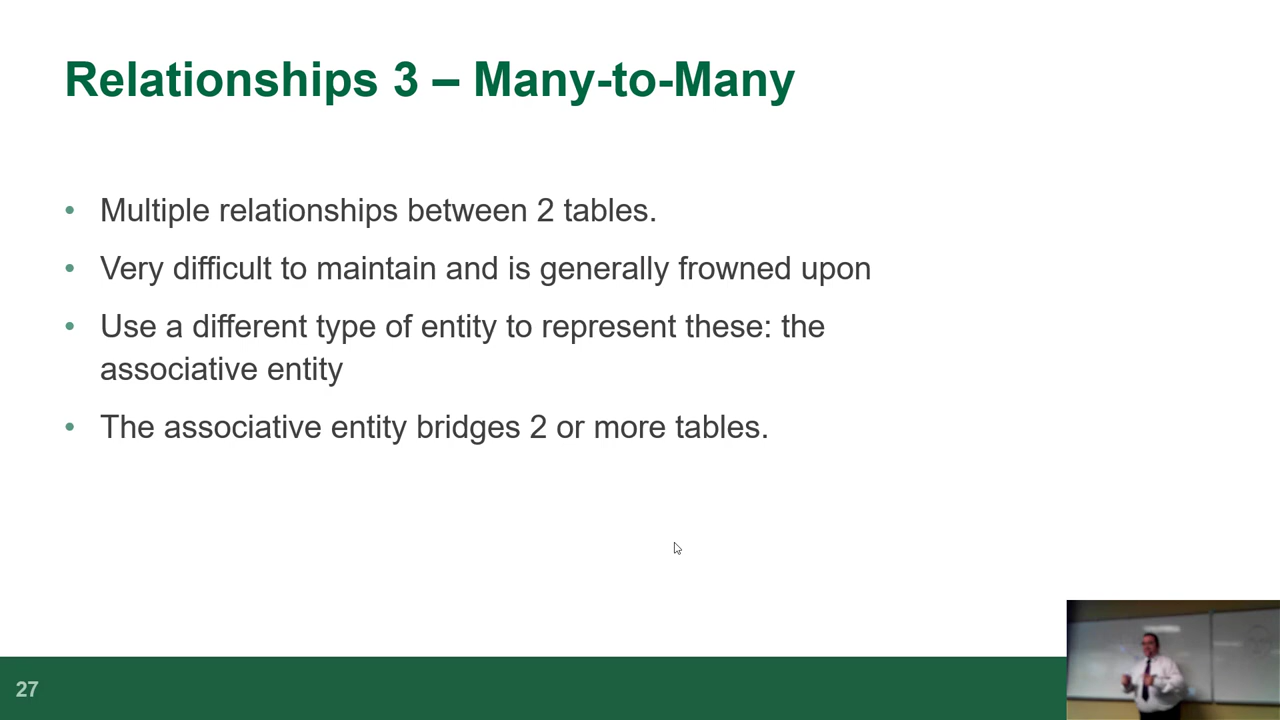 Relationships 3 – Many-to-Many
• Multiple relationships between 2 tables.
• Very difficult to maintain and is generally frowned upon
• Use a different type of entity to represent these: the
associative entity
• The associative entity bridges 2 or more tables.
27